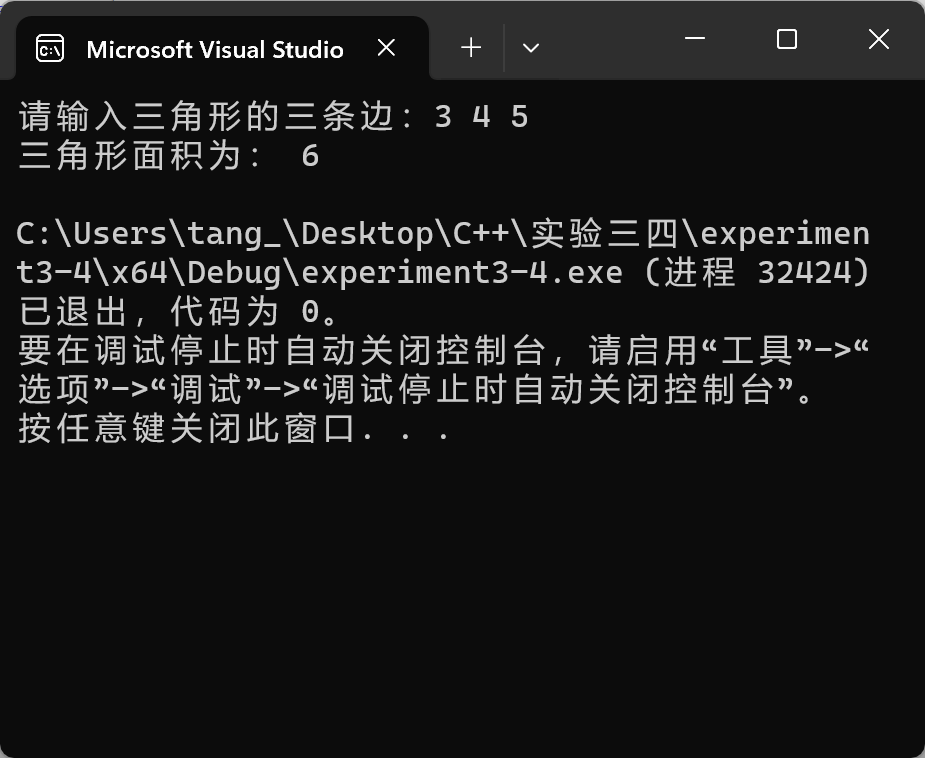 Microsoft Visual Studio
请输入三角形的三条边：3 4 5
三角形面积为： 6
C:\Users\tang_\Desktop\C++\实验三四\experimen
t3-4\x64\Debug\experiment3-4.exe (进程 32424)
已退出，代码为 0。
要在调试停止时自动关闭控制台，请启用“工具”->“
选项”->“调试”->“调试停止时自动关闭控制台”。
按任意键关闭此窗口. . .